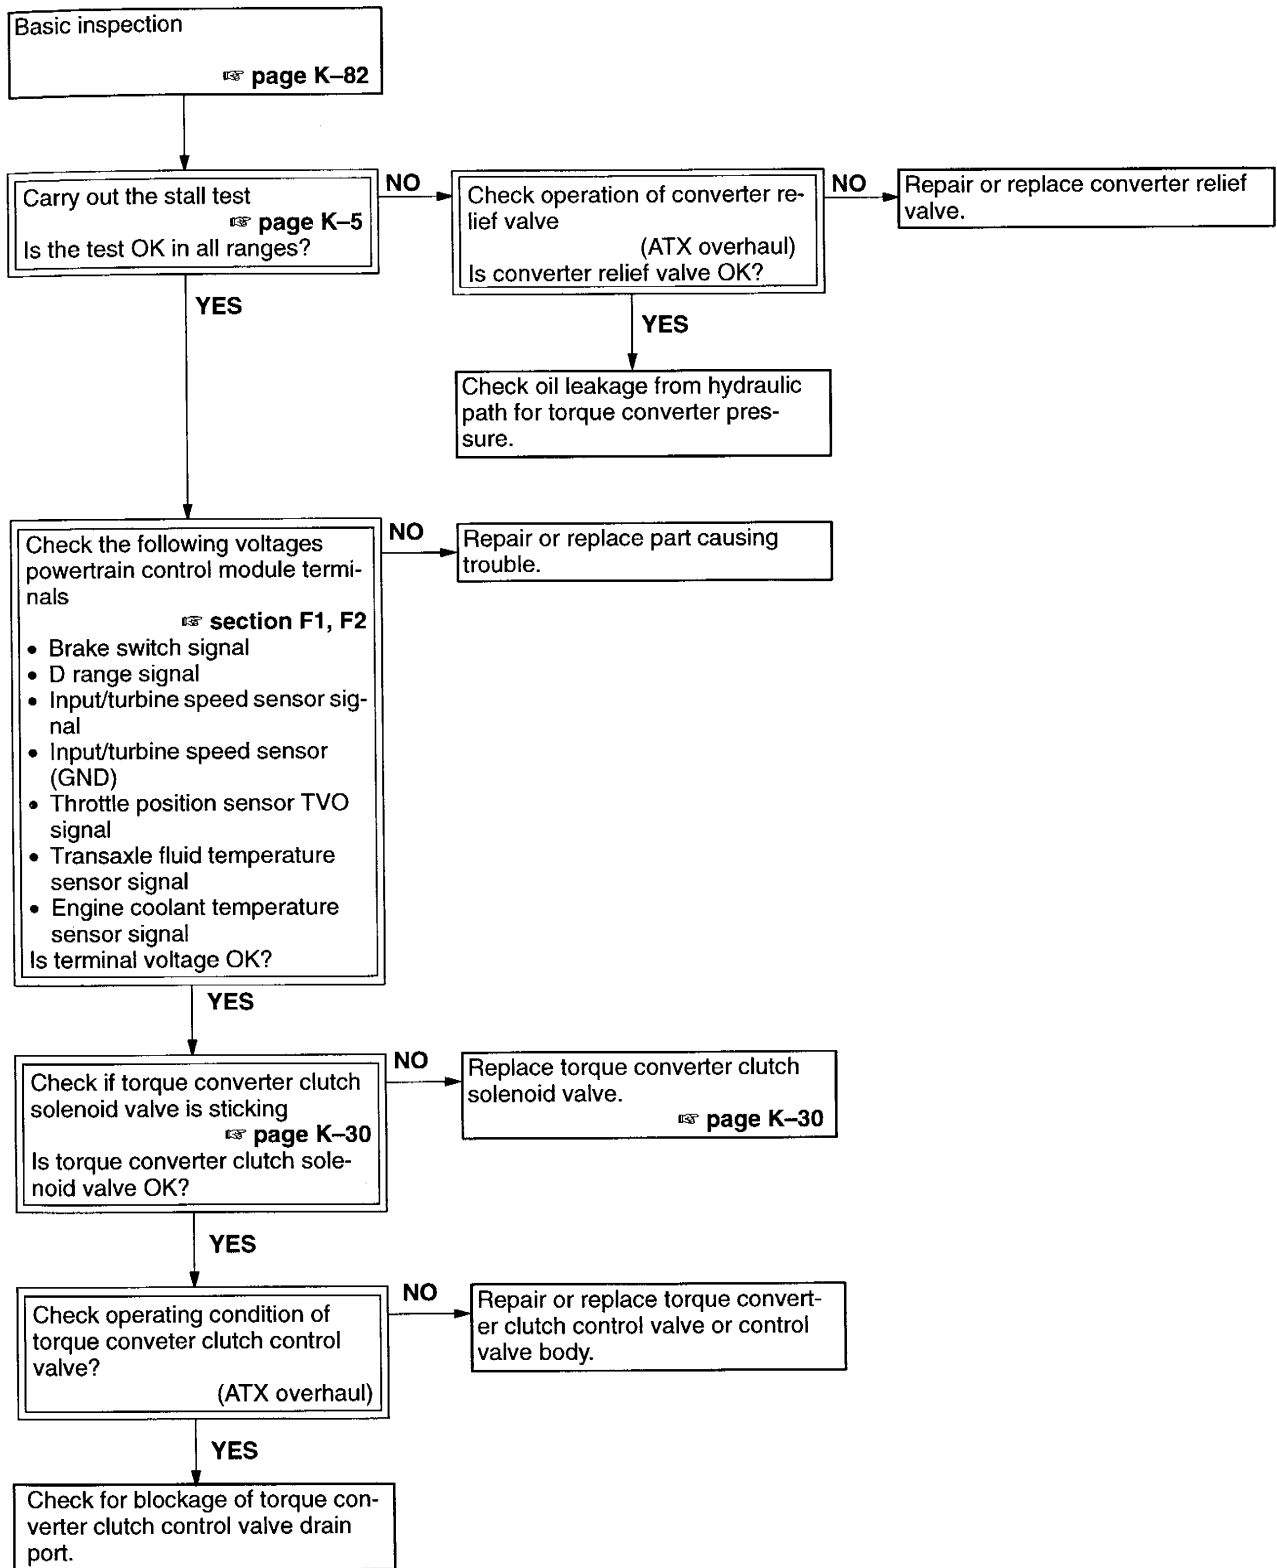 Basic inspection
☞ page K–82
Carry out the stall test
☞ page K–5
Is the test OK in all ranges?
NO
Check operation of converter re-
lief valve
(ATX overhaul)
Is converter relief valve OK?
NO
Repair or replace converter relief
valve.
YES
YES
Check oil leakage from hydraulic
path for torque converter pres-
sure.
Check the following voltages
powertrain control module termi-
nals
☞ section F1, F2
• Brake switch signal
• D range signal
• Input/turbine speed sensor sig-
nal
• Input/turbine speed sensor
(GND)
• Throttle position sensor TVO
signal
• Transaxle fluid temperature
sensor signal
• Engine coolant temperature
sensor signal
Is terminal voltage OK?
NO
Repair or replace part causing
trouble.
YES
Check if torque converter clutch
solenoid valve is sticking
☞ page K–30
Is torque converter clutch sole-
noid valve OK?
NO
Replace torque converter clutch
solenoid valve.
☞ page K–30
YES
Check operating condition of
torque conveter clutch control
valve?
(ATX overhaul)
NO
Repair or replace torque convert-
er clutch control valve or control
valve body.
YES
Check for blockage of torque con-
verter clutch control valve drain
port.